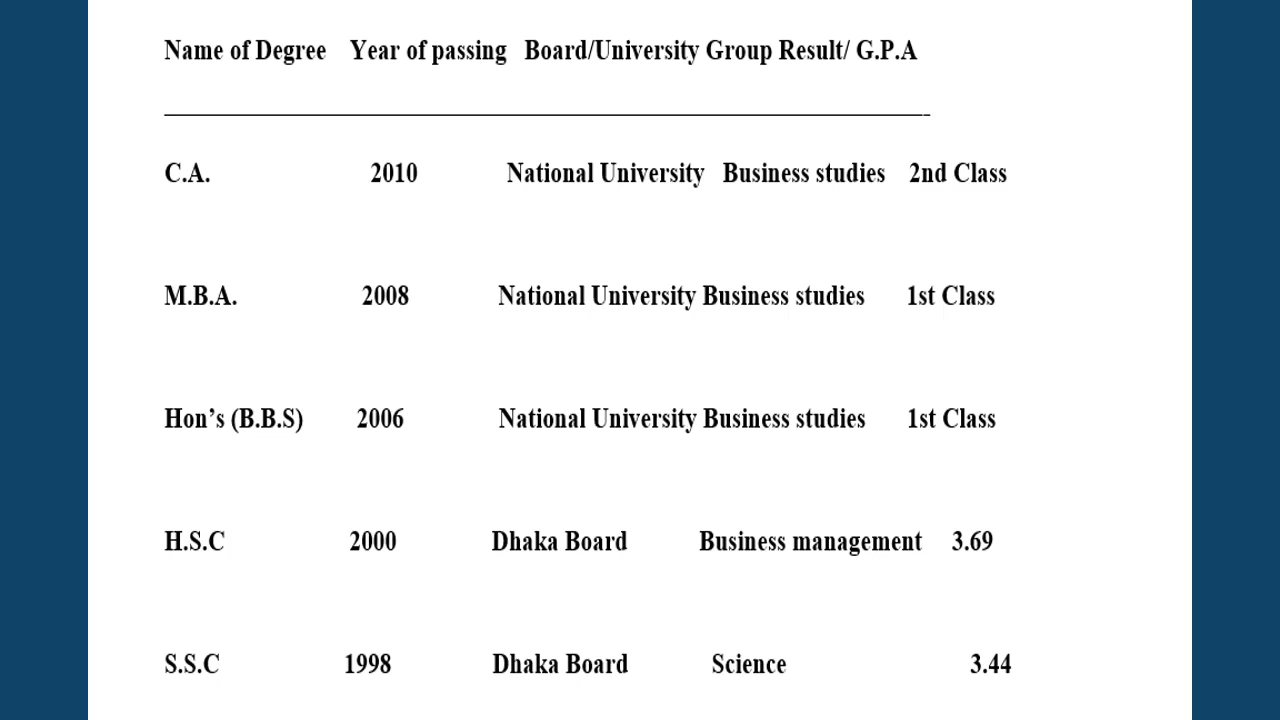 Name of Degree Year of passing Board/University Group Result/ G.P.A
C.A. 2010 National University Business studies 2nd Class
M.B.A. 2008 National University Business studies 1st Class
Hon’s (B.B.S) 2006 National University Business studies 1st Class
H.S.C 2000 Dhaka Board Business management 3.69
S.S.C 1998 Dhaka Board Science 3.44